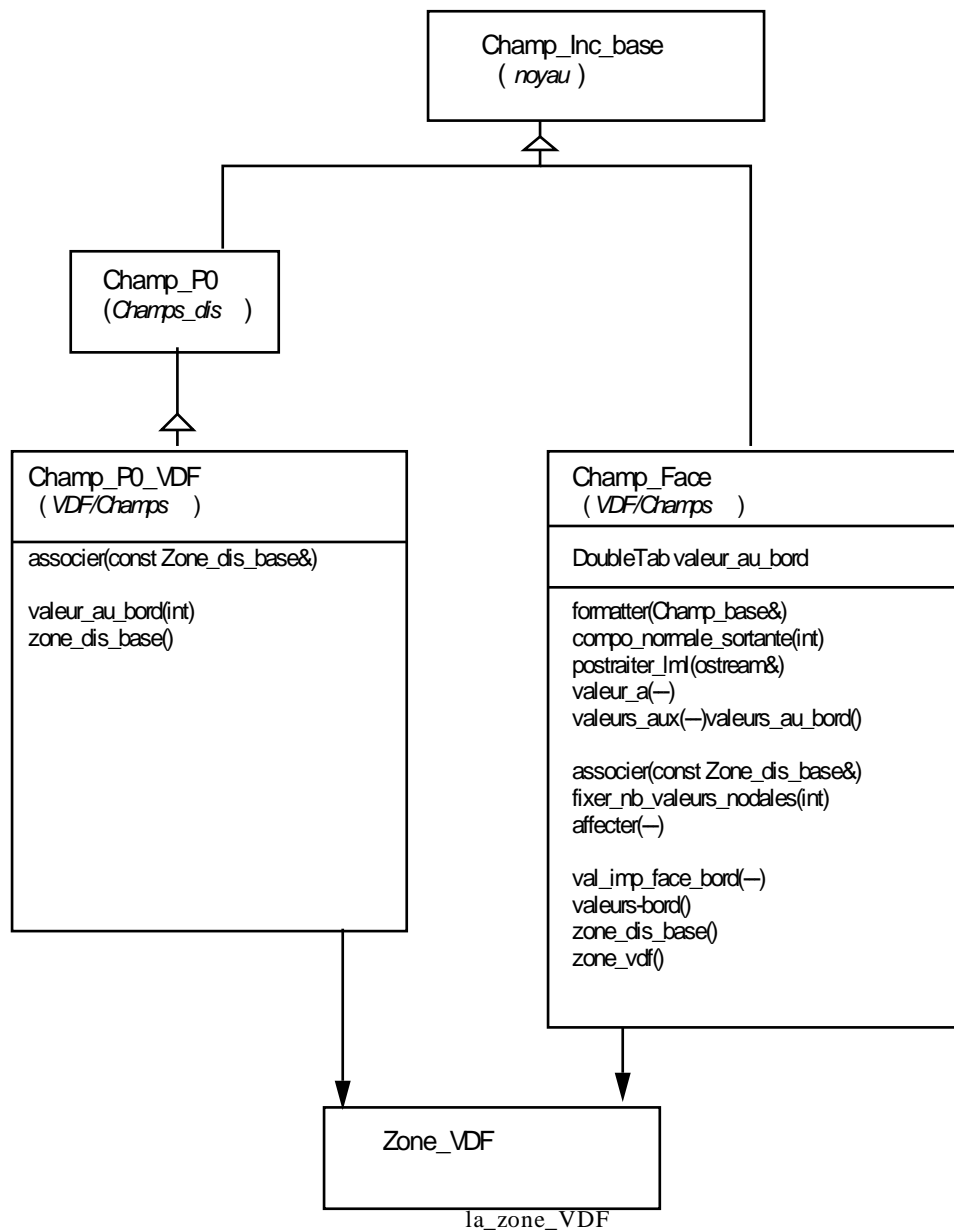 Champ_Inc_base
( noyau )
Champ_P0
(Champs_dis )
Champ_P0_VDF
( VDF/Champs )
associer(const Zone_dis_base&)
valeur_au_bord(int)
zone_dis_base()
Champ_Face
( VDF/Champs )
DoubleTab valeur_au_bord
formatter(Champ_base&)
compo_normale_sortante(int)
postraiter_lml(ostream&)
valeur_a(---)
valeurs_aux(---)valeurs_au_bord()
associer(const Zone_dis_base&)
fixer_nb_valeurs_nodales(int)
affecter(---)
val_imp_face_bord(---)
valeurs-bord()
zone_dis_base()
zone_vdf()
Zone_VDF
la_zone_VDF